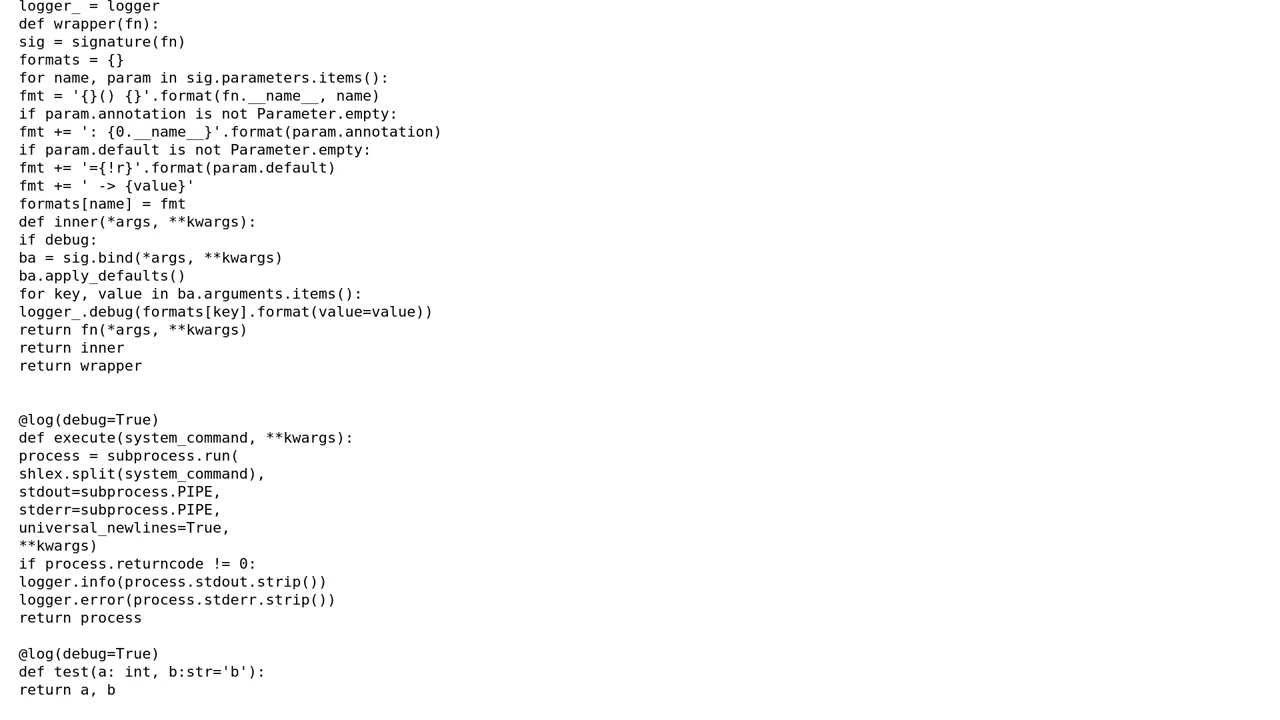 logger_ = logger
def wrapper(fn):
sig = signature(fn)
formats = {}
for name, param in sig.parameters.items():
fmt = '{}() {}'.format(fn.__name__, name)
if param.annotation is not Parameter.empty:
fmt += ': {0.__name__}'.format(param.annotation)
if param.default is not Parameter.empty:
fmt += '={!r}'.format(param.default)
fmt += ' -> {value}'
formats[name] = fmt
def inner(*args, **kwargs):
if debug:
ba = sig.bind(*args, **kwargs)
ba.apply_defaults()
for key, value in ba.arguments.items():
logger_.debug(formats[key].format(value=value))
return fn(*args, **kwargs)
return inner
return wrapper
@log(debug=True)
def execute(system_command, **kwargs):
process = subprocess.run(
shlex.split(system_command),
stdout=subprocess.PIPE,
stderr=subprocess.PIPE,
universal_newlines=True,
**kwargs)
if process.returncode != 0:
logger.info(process.stdout.strip())
logger.error(process.stderr.strip())
return process
@log(debug=True)
def test(a: int, b:str='b'):
return a, b